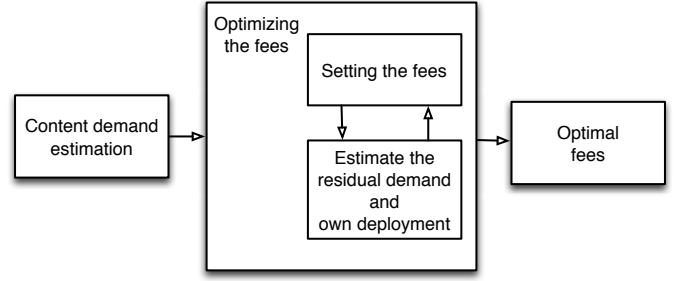 Content demand
estimation
Optimizing
the fees
Setting the fees
Estimate the
residual demand
and
own deployment
Optimal
fees